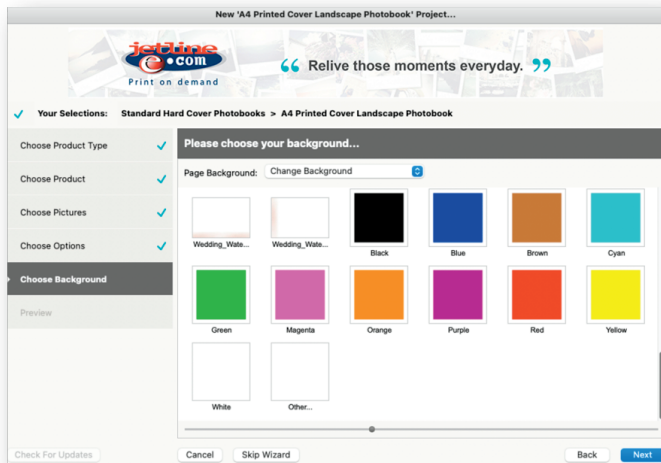 New 'A4 Printed Cover Landscape Photobook' Project...
jetline
.com
Print on demand
“ Relive those moments everyday. ”
Your Selections: Standard Hard Cover Photobooks > A4 Printed Cover Landscape Photobook
Choose Product Type
Choose Product
Choose Pictures
Choose Options
Choose Background
Preview
Please choose your background...
Page Background: Change Background
Wedding_Wate... Wedding_Wate... Black Blue Brown Cyan
Green Magenta Orange Purple Red Yellow
White Other...
Check For Updates Cancel Skip Wizard Back Next